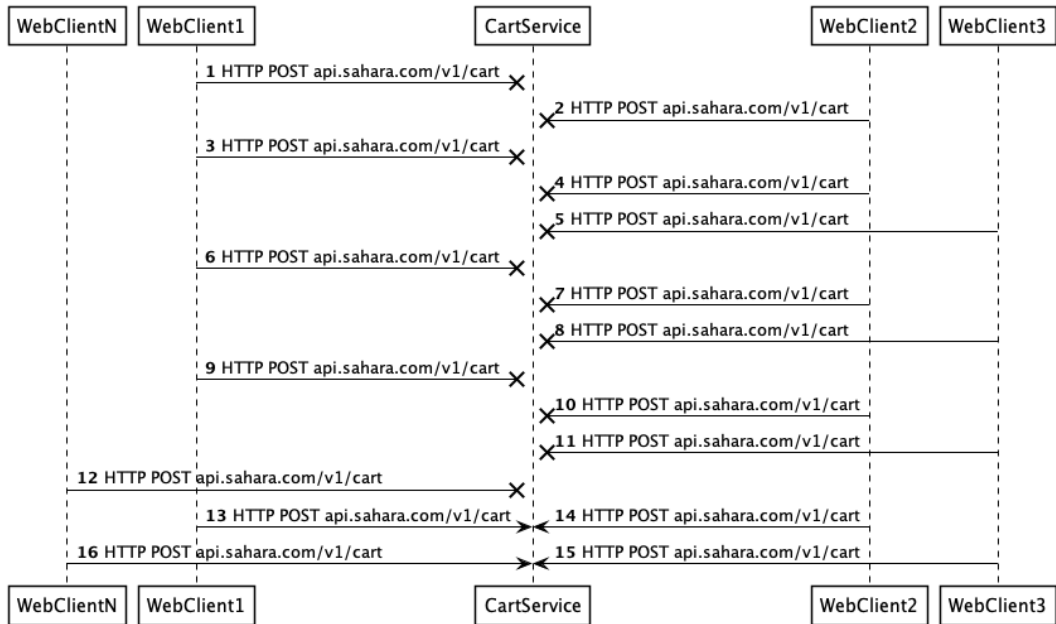 WebClientN WebClient1 CartService WebClient2 WebClient3
1 HTTP POST api.sahara.com/v1/cart
2 HTTP POST api.sahara.com/v1/cart
3 HTTP POST api.sahara.com/v1/cart
4 HTTP POST api.sahara.com/v1/cart
5 HTTP POST api.sahara.com/v1/cart
6 HTTP POST api.sahara.com/v1/cart
7 HTTP POST api.sahara.com/v1/cart
8 HTTP POST api.sahara.com/v1/cart
9 HTTP POST api.sahara.com/v1/cart
10 HTTP POST api.sahara.com/v1/cart
11 HTTP POST api.sahara.com/v1/cart
12 HTTP POST api.sahara.com/v1/cart
13 HTTP POST api.sahara.com/v1/cart 14 HTTP POST api.sahara.com/v1/cart
16 HTTP POST api.sahara.com/v1/cart 15 HTTP POST api.sahara.com/v1/cart
WebClientN WebClient1 CartService WebClient2 WebClient3